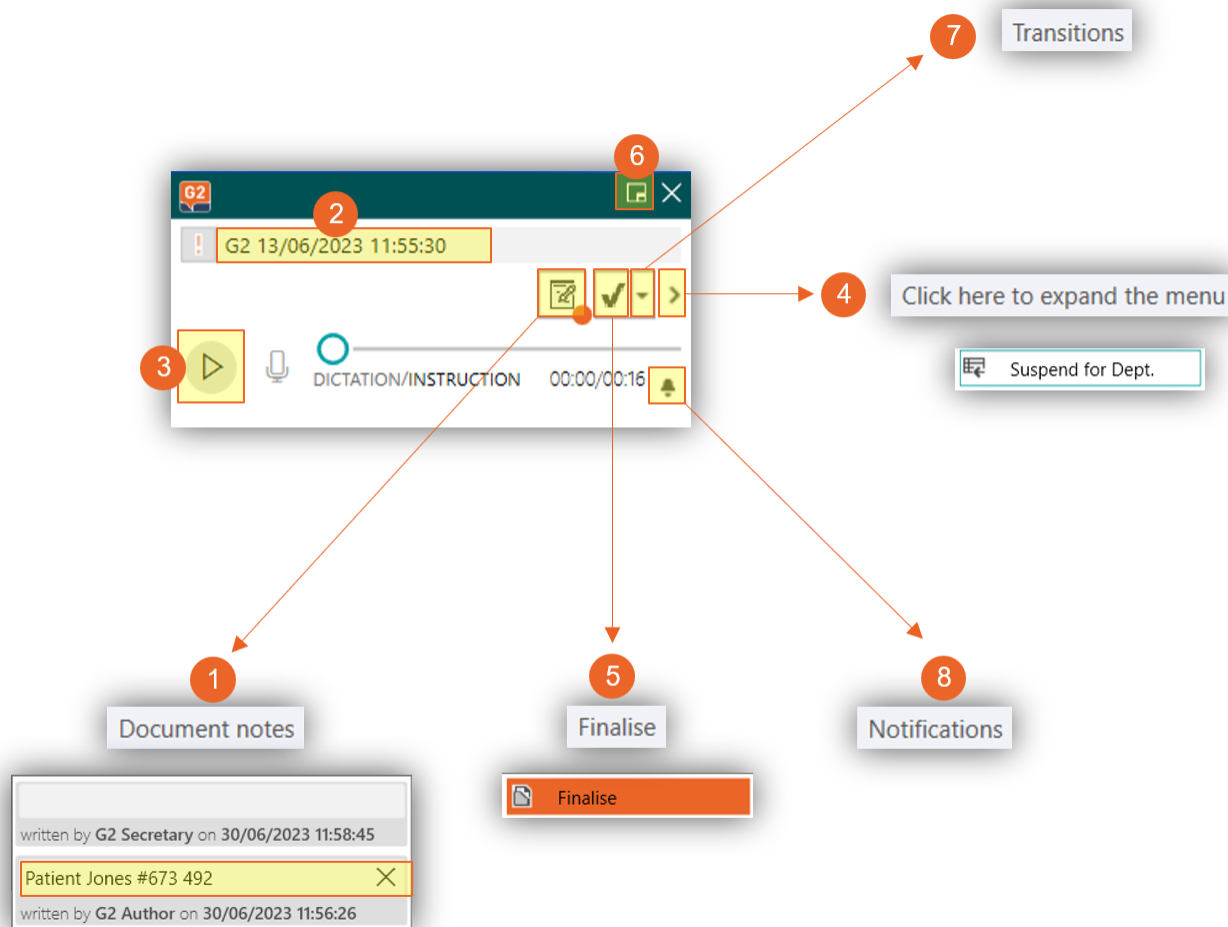 7
Transitions
6
G2
2
G2 13/06/2023 11:55:30
4
Click here to expand the menu
3
DICTATION/INSTRUCTION 00:00/00:16
Suspend for Dept.
1
5
8
Document notes
Finalise
Notifications
Finalise
written by G2 Secretary on 30/06/2023 11:58:45
Patient Jones #673 492
written by G2 Author on 30/06/2023 11:56:26